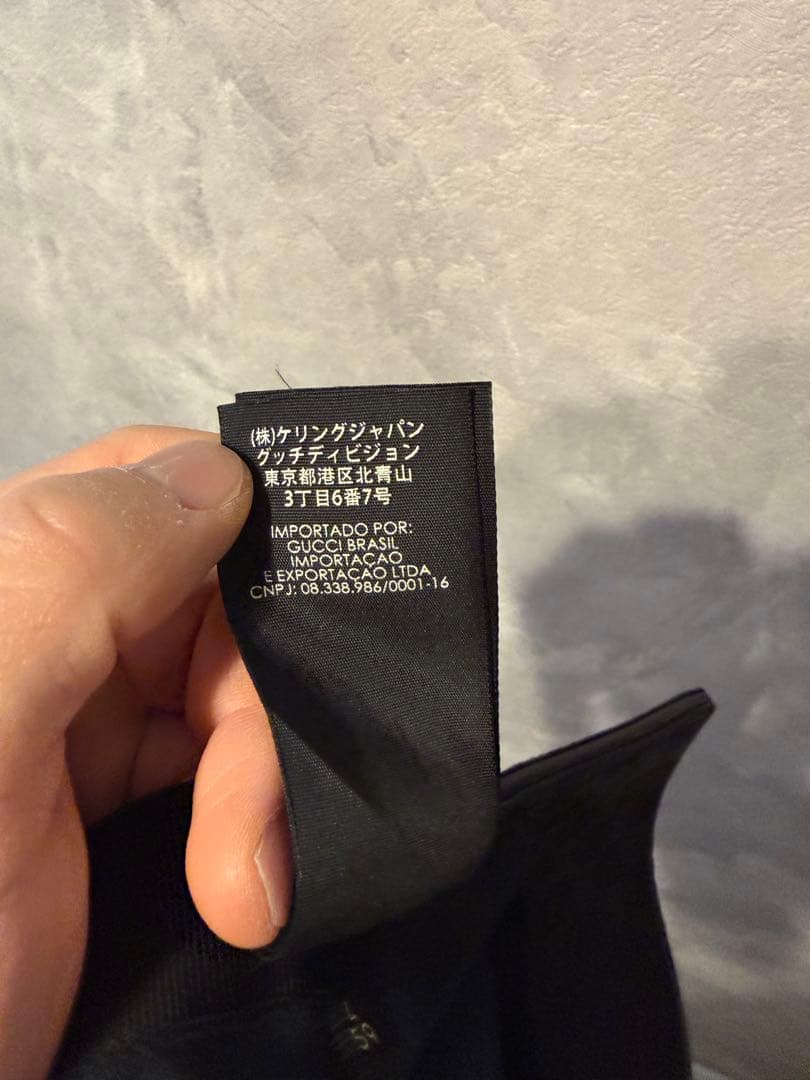 (株)ケリングジャパン
グッチディビジョン
東京都港区北青山
3丁目6番7号
IMPORTADO POR:
GUCCI BRASIL
IMPORTAÇAO
E EXPORTAÇAO LTDA
CNPJ: 08.338.986/0001-16